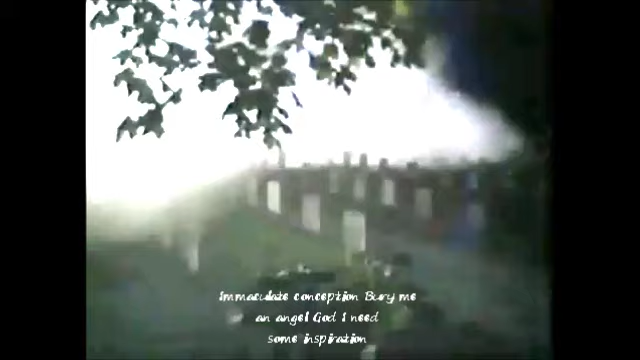 Immaculate conception Bury me
an angel God I need
some inspiration